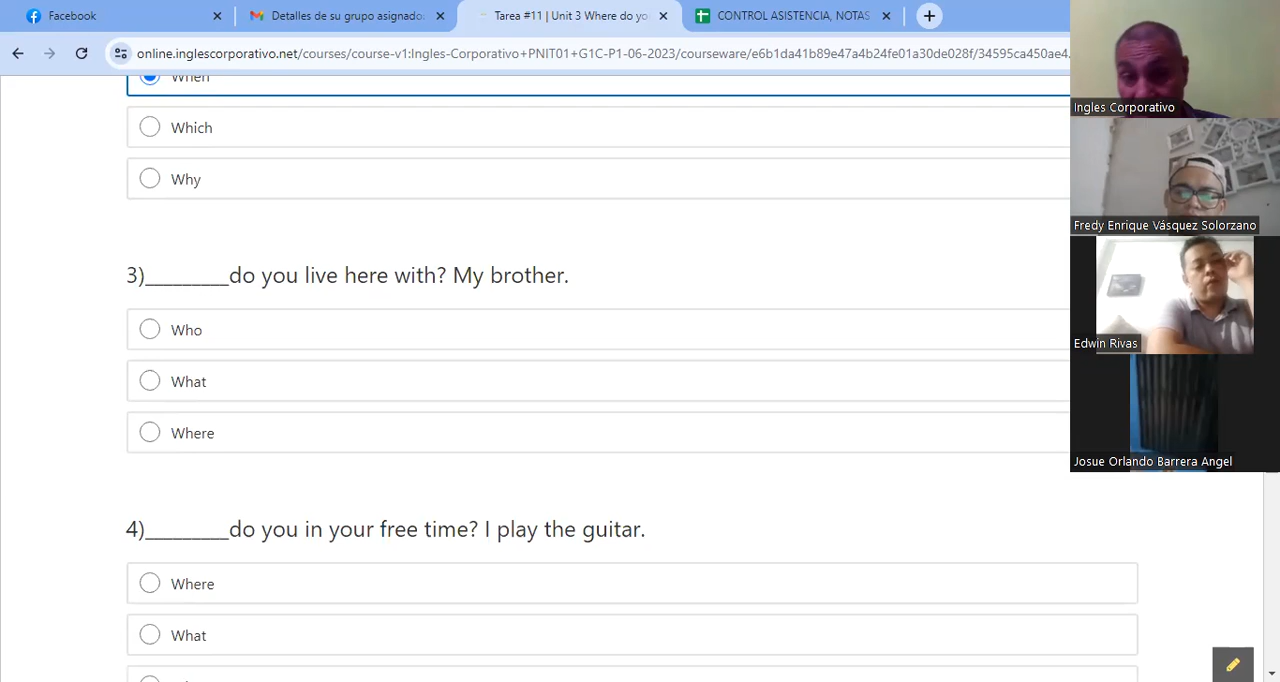 Facebook
Detalles de su grupo asignado:
Tarea #11 | Unit 3 Where do yo
CONTROL ASISTENCIA, NOTAS
online.inglescorporativo.net/courses/course-v1:Ingles-Corporativo+PNIT01+G1C-P1-06-2023/courseware/e6b1da41b89e47a4b24fe01a30de028f/34595ca450ae4
When
Which
Why
3)_________do you live here with? My brother.
Who
What
Where
4)_________do you in your free time? I play the guitar.
Where
What
Ingles Corporativo
Fredy Enrique Vásquez Solorzano
Edwin Rivas
Josue Orlando Barrera Angel